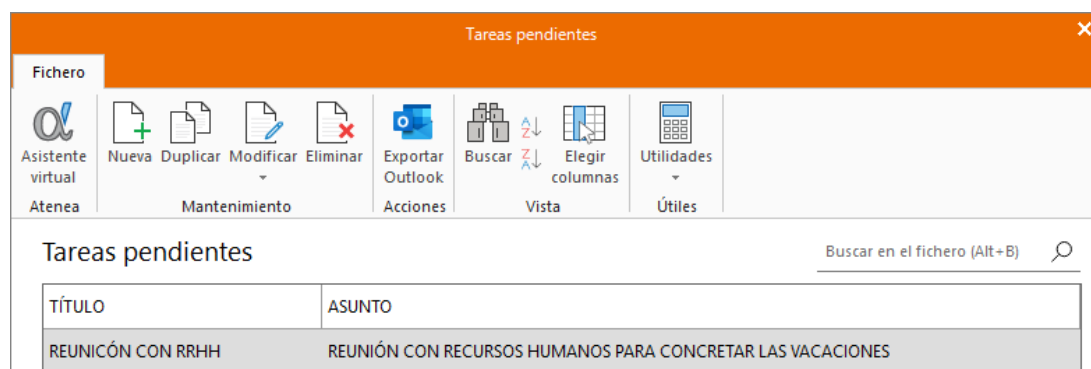 Tareas pendientes
Fichero
Asistente virtual
Nueva Duplicar Modificar Eliminar
Exportar Outlook
Buscar
Elegir columnas
Utilidades
Atenea Mantenimiento Acciones Vista Útiles
Tareas pendientes
Buscar en el fichero (Alt+B)
TÍTULO ASUNTO
REUNICÓN CON RRHH REUNIÓN CON RECURSOS HUMANOS PARA CONCRETAR LAS VACACIONES